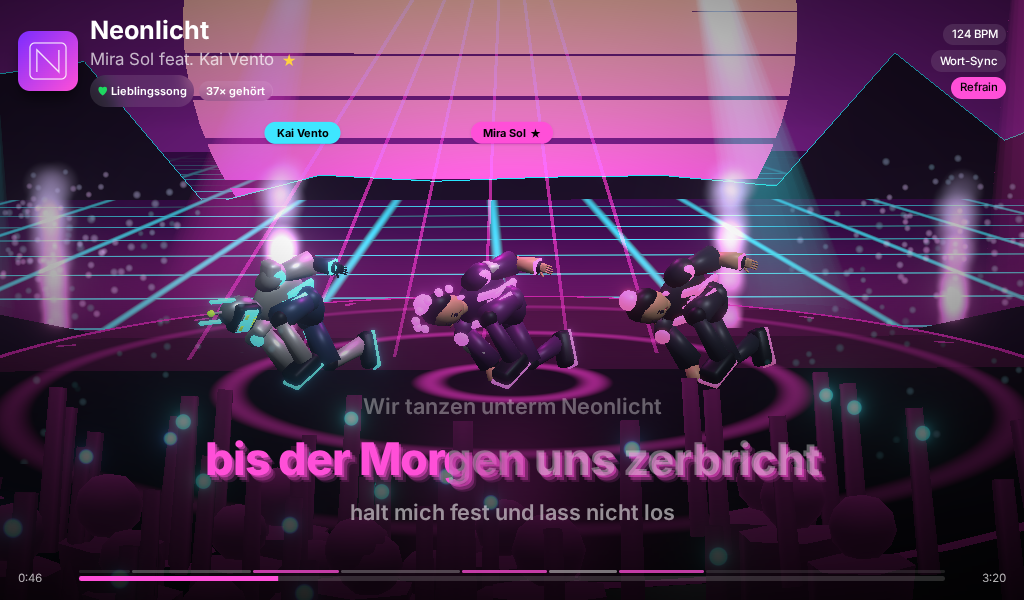 Neonlicht
Mira Sol feat. Kai Vento ★
Lieblingssong
37× gehört
124 BPM
Wort-Sync
Refrain
Kai Vento
Mira Sol ★
Wir tanzen unterm Neonlicht
bis der Morgen uns zerbricht
halt mich fest und lass nicht los
0:46
3:20